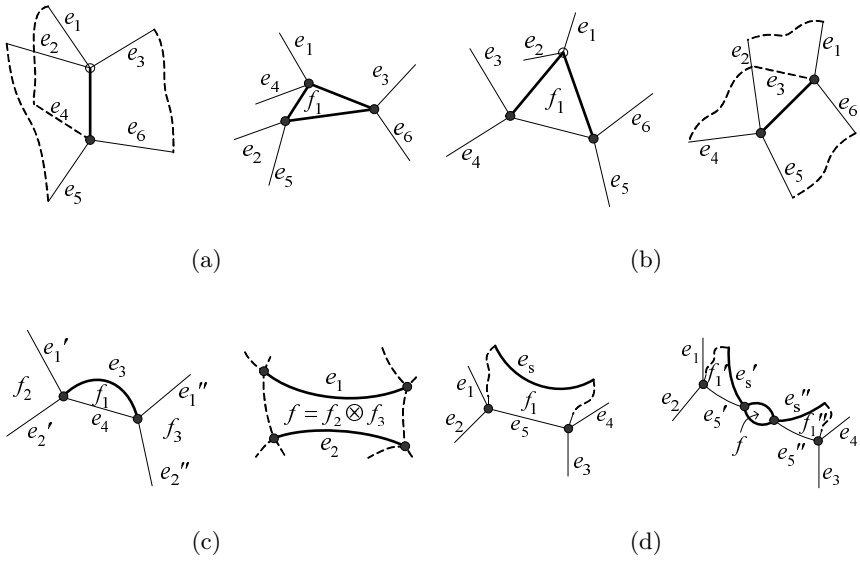 e1 e2 e3 e4 e6 e5
e1 e4 f1 e3 e2 e6 e5
e1 e2 e3 f1 e6 e4 e5
e2 e1 e3 e6 e4 e5
(a) (b)
e1′ e3 f2 f1 e1″ e4 f3 e2′ e2″
e1 f = f2 ⊗ f3 e2
es e1 f1 e2 e5 e4 e3
e1 f1′ es′ e2 es″ e5′ f1″ e4 f e5″ e3
(c) (d)